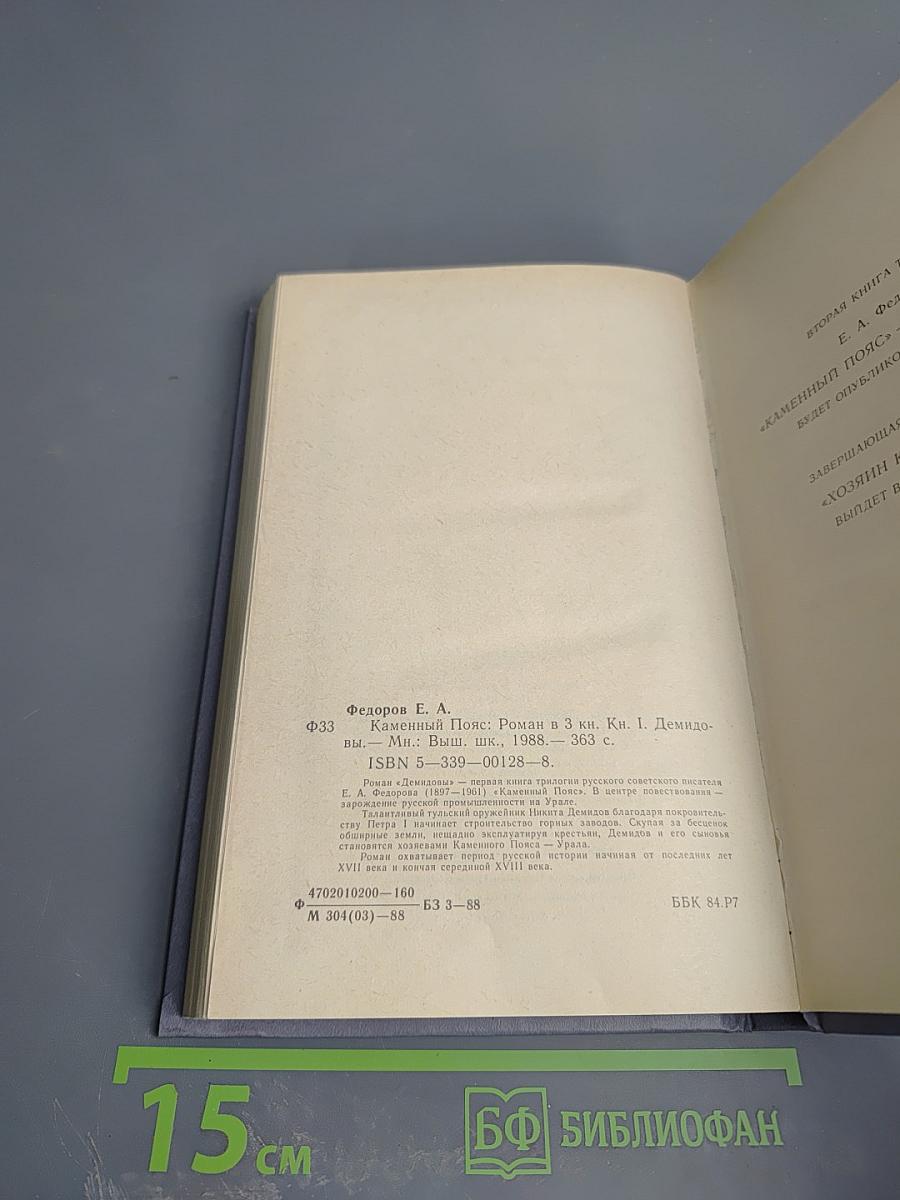 Федоров Е. А.
Ф33 Каменный Пояс: Роман в 3 кн. Кн. I. Демидо-
вы.— Мн.: Выш. шк., 1988.— 363 с.
ISBN 5—339—00128—8.
Роман «Демидовы» — первая книга трилогии русского советского писателя
Е. А. Федорова (1897—1961) «Каменный Пояс». В центре повествования —
зарождение русской промышленности на Урале.
Талантливый тульский оружейник Никита Демидов благодаря покровитель-
ству Петра I начинает строительство горных заводов. Скупая за бесценок
обширные земли, нещадно эксплуатируя крестьян, Демидов и его сыновья
становятся хозяевами Каменного Пояса — Урала.
Роман охватывает период русской истории начиная от последних лет
XVII века и кончая серединой XVIII века.
4702010200—160
Ф БЗ 3—88 ББК 84.Р7
М 304(03)—88
ВТОРАЯ КНИГА
Е. А.
«КАМЕННЫЙ ПОЯС» —
БУДЕТ
ЗАВЕРШАЮЩАЯ
«ХОЗЯИН
ВЫЙДЕТ В
15 см
БФ БИБЛИОФАН